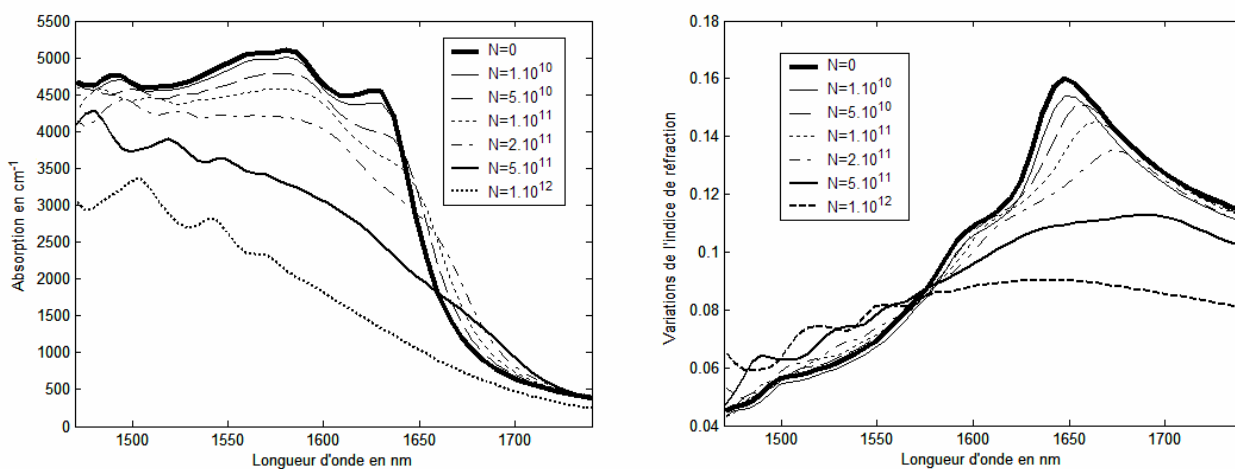 5500
5000
4500
4000
3500
3000
2500
2000
1500
1000
500
0
Absorption en cm⁻¹
1500
1550
1600
1650
1700
Longueur d'onde en nm
N=0
N=1.10¹⁰
N=5.10¹⁰
N=1.10¹¹
N=2.10¹¹
N=5.10¹¹
N=1.10¹²
0.18
0.16
0.14
0.12
0.1
0.08
0.06
0.04
Variations de l'indice de réfraction
1500
1550
1600
1650
1700
Longueur d'onde en nm
N=0
N=1.10¹⁰
N=5.10¹⁰
N=1.10¹¹
N=2.10¹¹
N=5.10¹¹
N=1.10¹²